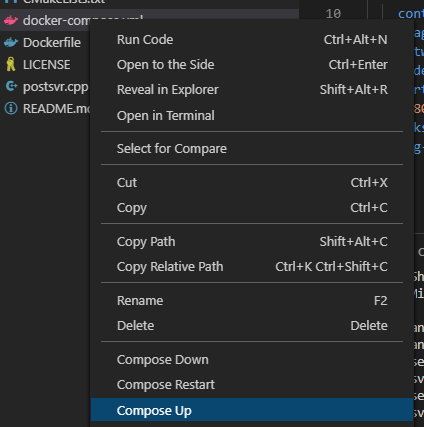 CMakeLists.txt
10
docker-compose.yml
Dockerfile
LICENSE
postsvr.cpp
README.md
Run Code Ctrl+Alt+N
Open to the Side Ctrl+Enter
Reveal in Explorer Shift+Alt+R
Open in Terminal
Select for Compare
Cut Ctrl+X
Copy Ctrl+C
Copy Path Shift+Alt+C
Copy Relative Path Ctrl+K Ctrl+Shift+C
Rename F2
Delete Delete
Compose Down
Compose Restart
Compose Up